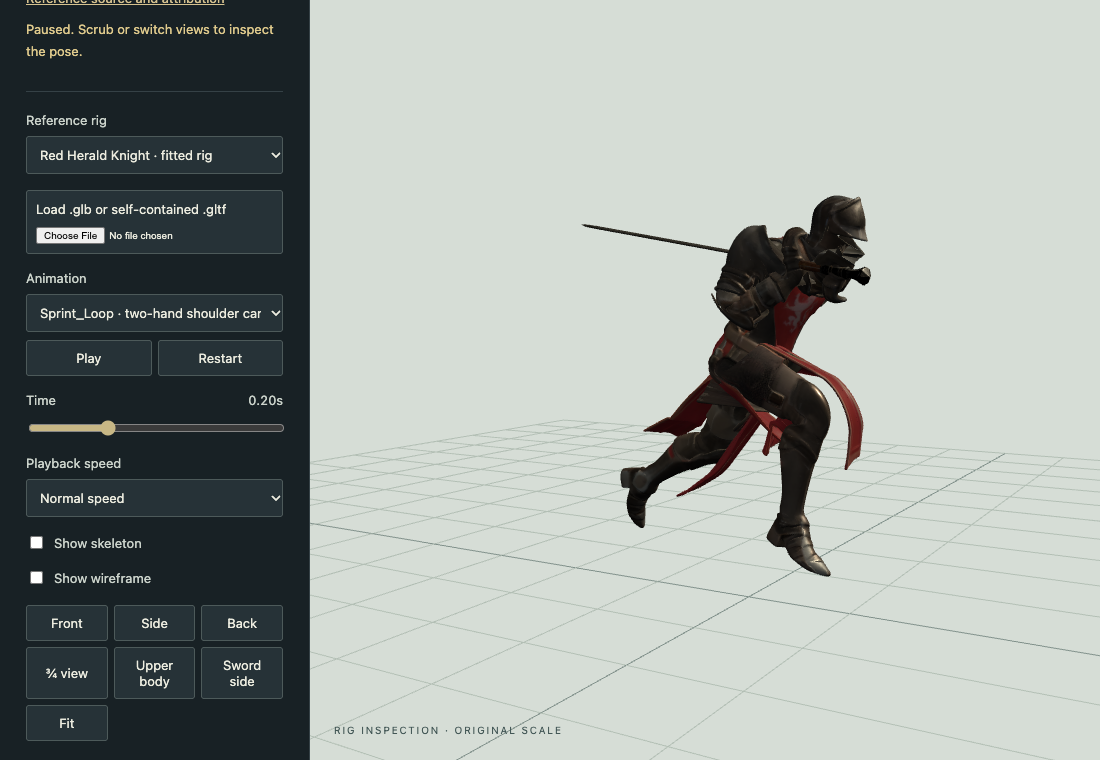 Reference source and attribution
Paused. Scrub or switch views to inspect
the pose.
Reference rig
Red Herald Knight · fitted rig
Load .glb or self-contained .gltf
Choose File No file chosen
Animation
Sprint_Loop · two-hand shoulder car
Play Restart
Time 0.20s
Playback speed
Normal speed
Show skeleton
Show wireframe
Front Side Back
¾ view Upper body Sword side
Fit
RIG INSPECTION · ORIGINAL SCALE